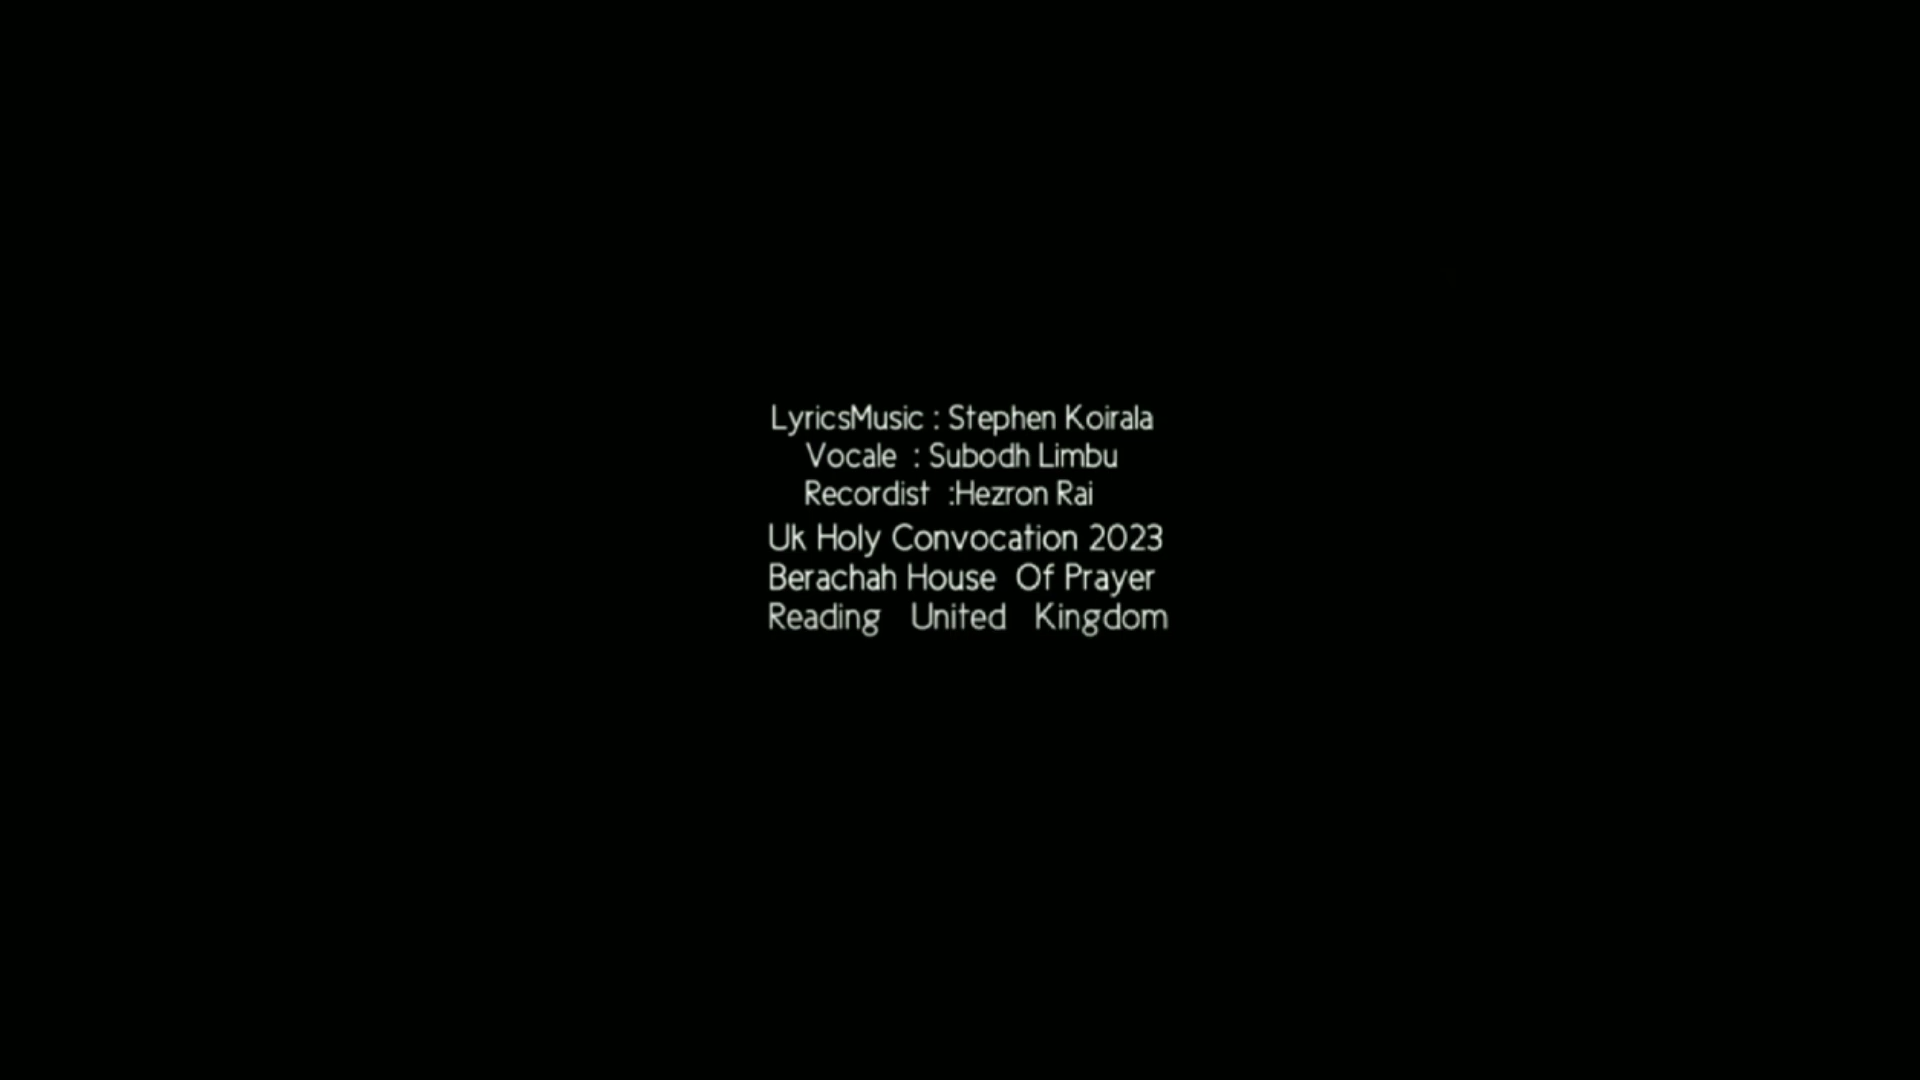 LyricsMusic : Stephen Koirala
Vocale : Subodh Limbu
Recordist :Hezron Rai
Uk Holy Convocation 2023
Berachah House Of Prayer
Reading United Kingdom